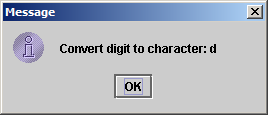 Message
Convert digit to character: d
OK